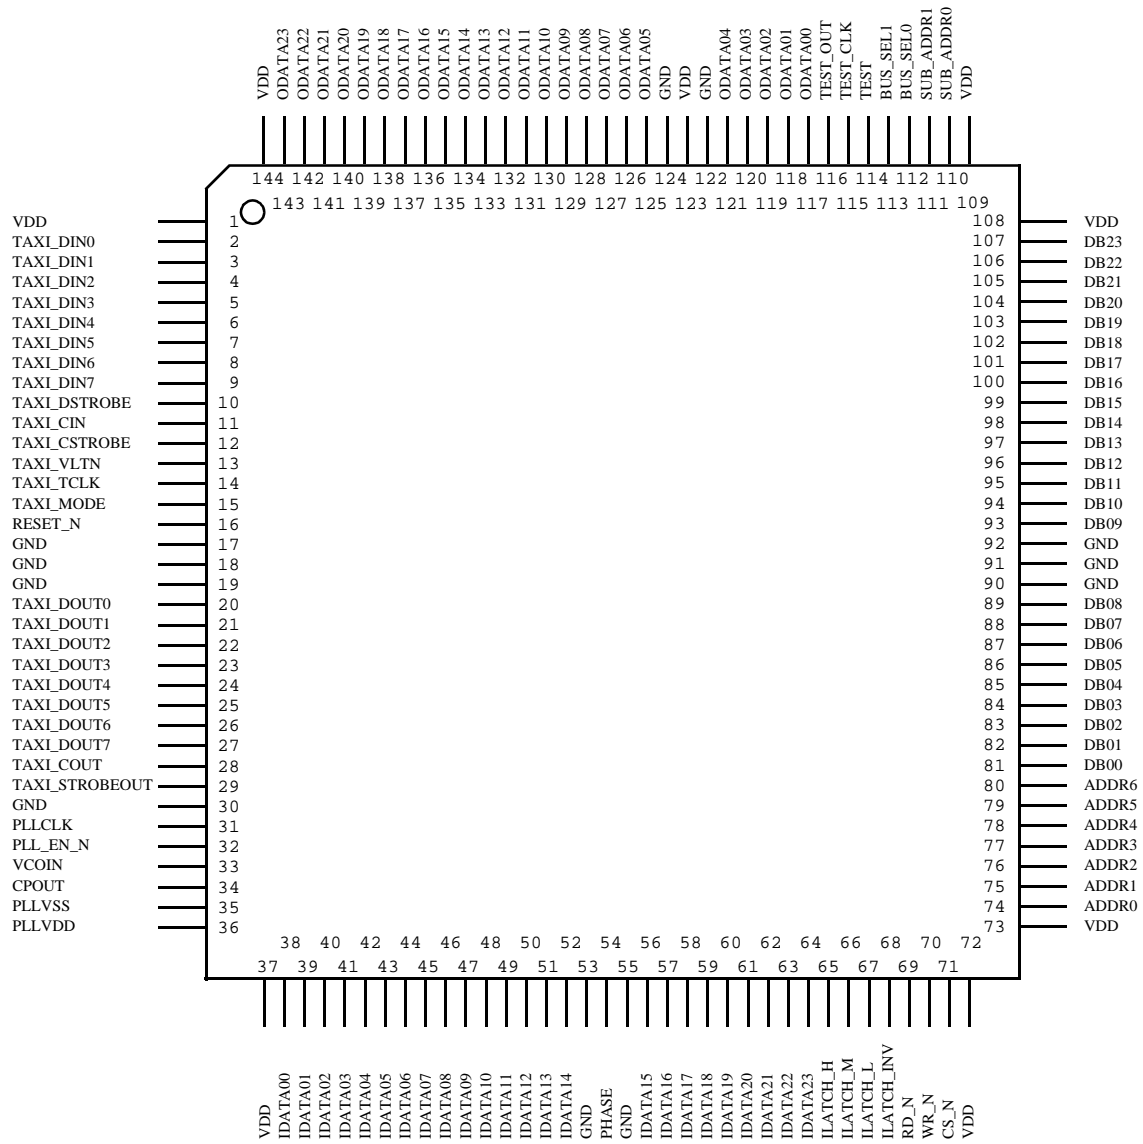 VDD ODATA23 ODATA22 ODATA21 ODATA20 ODATA19 ODATA18 ODATA17 ODATA16 ODATA15 ODATA14 ODATA13 ODATA12 ODATA11 ODATA10 ODATA09 ODATA08 ODATA07 ODATA06 ODATA05 GND VDD GND ODATA04 ODATA03 ODATA02 ODATA01 ODATA00 TEST_OUT TEST_CLK TEST BUS_SEL1 BUS_SEL0 SUB_ADDR1 SUB_ADDR0 VDD
144 142 140 138 136 134 132 130 128 126 124 122 120 118 116 114 112 110
143 141 139 137 135 133 131 129 127 125 123 121 119 117 115 113 111 109
VDD 1 108 VDD
TAXI_DIN0 2 107 DB23
TAXI_DIN1 3 106 DB22
TAXI_DIN2 4 105 DB21
TAXI_DIN3 5 104 DB20
TAXI_DIN4 6 103 DB19
TAXI_DIN5 7 102 DB18
TAXI_DIN6 8 101 DB17
TAXI_DIN7 9 100 DB16
TAXI_DSTROBE 10 99 DB15
TAXI_CIN 11 98 DB14
TAXI_CSTROBE 12 97 DB13
TAXI_VLTN 13 96 DB12
TAXI_TCLK 14 95 DB11
TAXI_MODE 15 94 DB10
RESET_N 16 93 DB09
GND 17 92 GND
GND 18 91 GND
GND 19 90 GND
TAXI_DOUT0 20 89 DB08
TAXI_DOUT1 21 88 DB07
TAXI_DOUT2 22 87 DB06
TAXI_DOUT3 23 86 DB05
TAXI_DOUT4 24 85 DB04
TAXI_DOUT5 25 84 DB03
TAXI_DOUT6 26 83 DB02
TAXI_DOUT7 27 82 DB01
TAXI_COUT 28 81 DB00
TAXI_STROBEOUT 29 80 ADDR6
GND 30 79 ADDR5
PLLCLK 31 78 ADDR4
PLL_EN_N 32 77 ADDR3
VCOIN 33 76 ADDR2
CPOUT 34 75 ADDR1
PLLVSS 35 74 ADDR0
PLLVDD 36 73 VDD
38 40 42 44 46 48 50 52 54 56 58 60 62 64 66 68 70 72
37 39 41 43 45 47 49 51 53 55 57 59 61 63 65 67 69 71
VDD IDATA00 IDATA01 IDATA02 IDATA03 IDATA04 IDATA05 IDATA06 IDATA07 IDATA08 IDATA09 IDATA10 IDATA11 IDATA12 IDATA13 IDATA14 GND PHASE GND IDATA15 IDATA16 IDATA17 IDATA18 IDATA19 IDATA20 IDATA21 IDATA22 IDATA23 ILATCH_H ILATCH_M ILATCH_L ILATCH_INV RD_N WR_N CS_N VDD